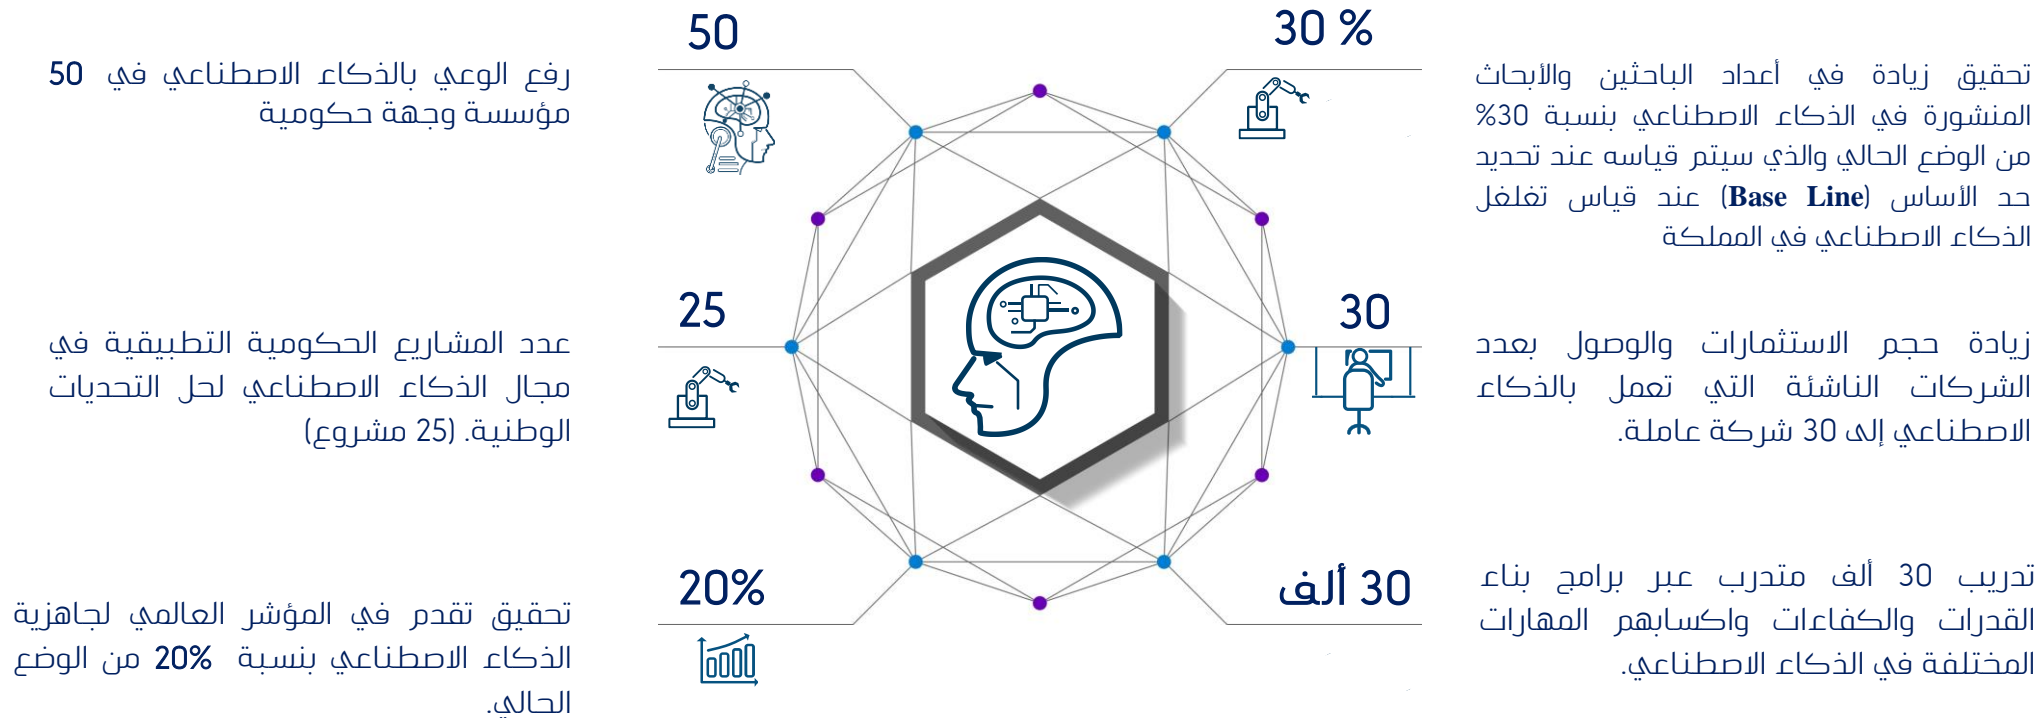 30 %
تحقيق زيادة في أعداد الباحثين والأبحاث
المنشورة في الذكاء الاصطناعي بنسبة 30%
من الوضع الحالي والذي سيتم قياسه عند تحديد
حد الأساس (Base Line) عند قياس تغلغل
الذكاء الاصطناعي في المملكة
30
زيادة حجم الاستثمارات والوصول بعدد
الشركات الناشئة التي تعمل بالذكاء
الاصطناعي إلى 30 شركة عاملة.
30 ألف
تدريب 30 ألف متدرب عبر برامج بناء
القدرات والكفاءات واكسابهم المهارات
المختلفة في الذكاء الاصطناعي.
50
رفع الوعي بالذكاء الاصطناعي في 50
مؤسسة وجهة حكومية
25
عدد المشاريع الحكومية التطبيقية في
مجال الذكاء الاصطناعي لحل التحديات
الوطنية. (25 مشروع)
20%
تحقيق تقدم في المؤشر العالمي لجاهزية
الذكاء الاصطناعي بنسبة 20% من الوضع
الحالي.